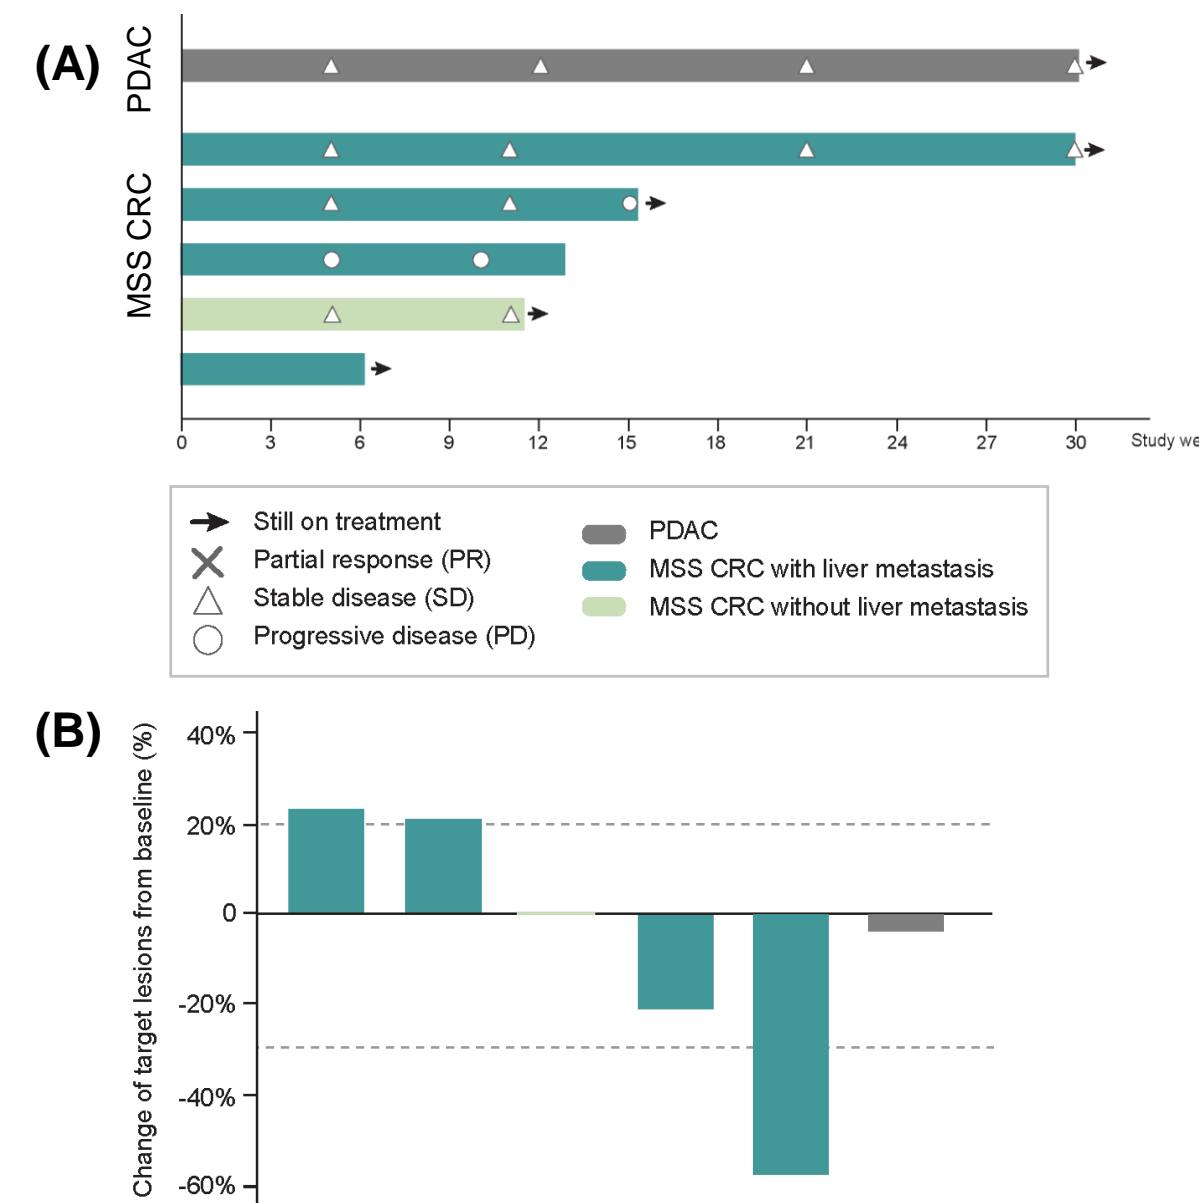 (A)
PDAC
MSS CRC
0 3 6 9 12 15 18 21 24 27 30 Study we
Still on treatment
Partial response (PR)
Stable disease (SD)
Progressive disease (PD)
PDAC
MSS CRC with liver metastasis
MSS CRC without liver metastasis
(B)
Change of target lesions from baseline (%)
40%
20%
0
-20%
-40%
-60%